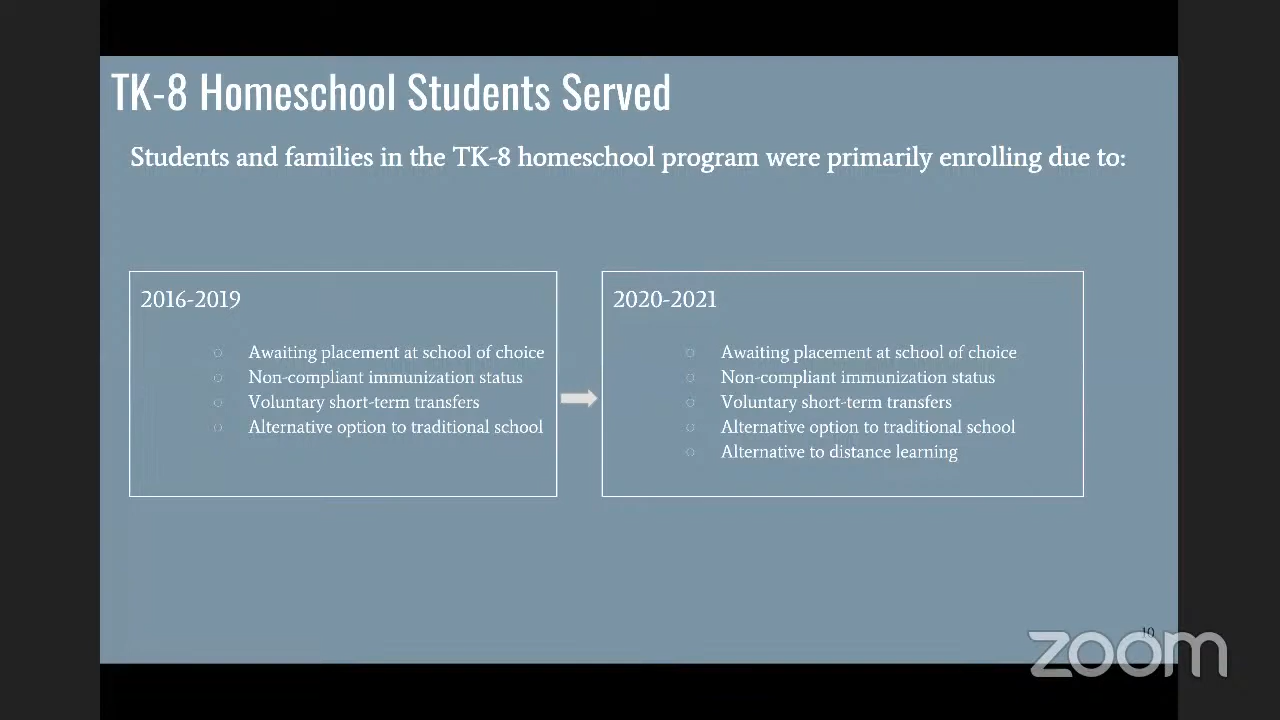 TK-8 Homeschool Students Served
Students and families in the TK-8 homeschool program were primarily enrolling due to:
2016-2019
Awaiting placement at school of choice
Non-compliant immunization status
Voluntary short-term transfers
Alternative option to traditional school
2020-2021
Awaiting placement at school of choice
Non-compliant immunization status
Voluntary short-term transfers
Alternative option to traditional school
Alternative to distance learning
10
zoom